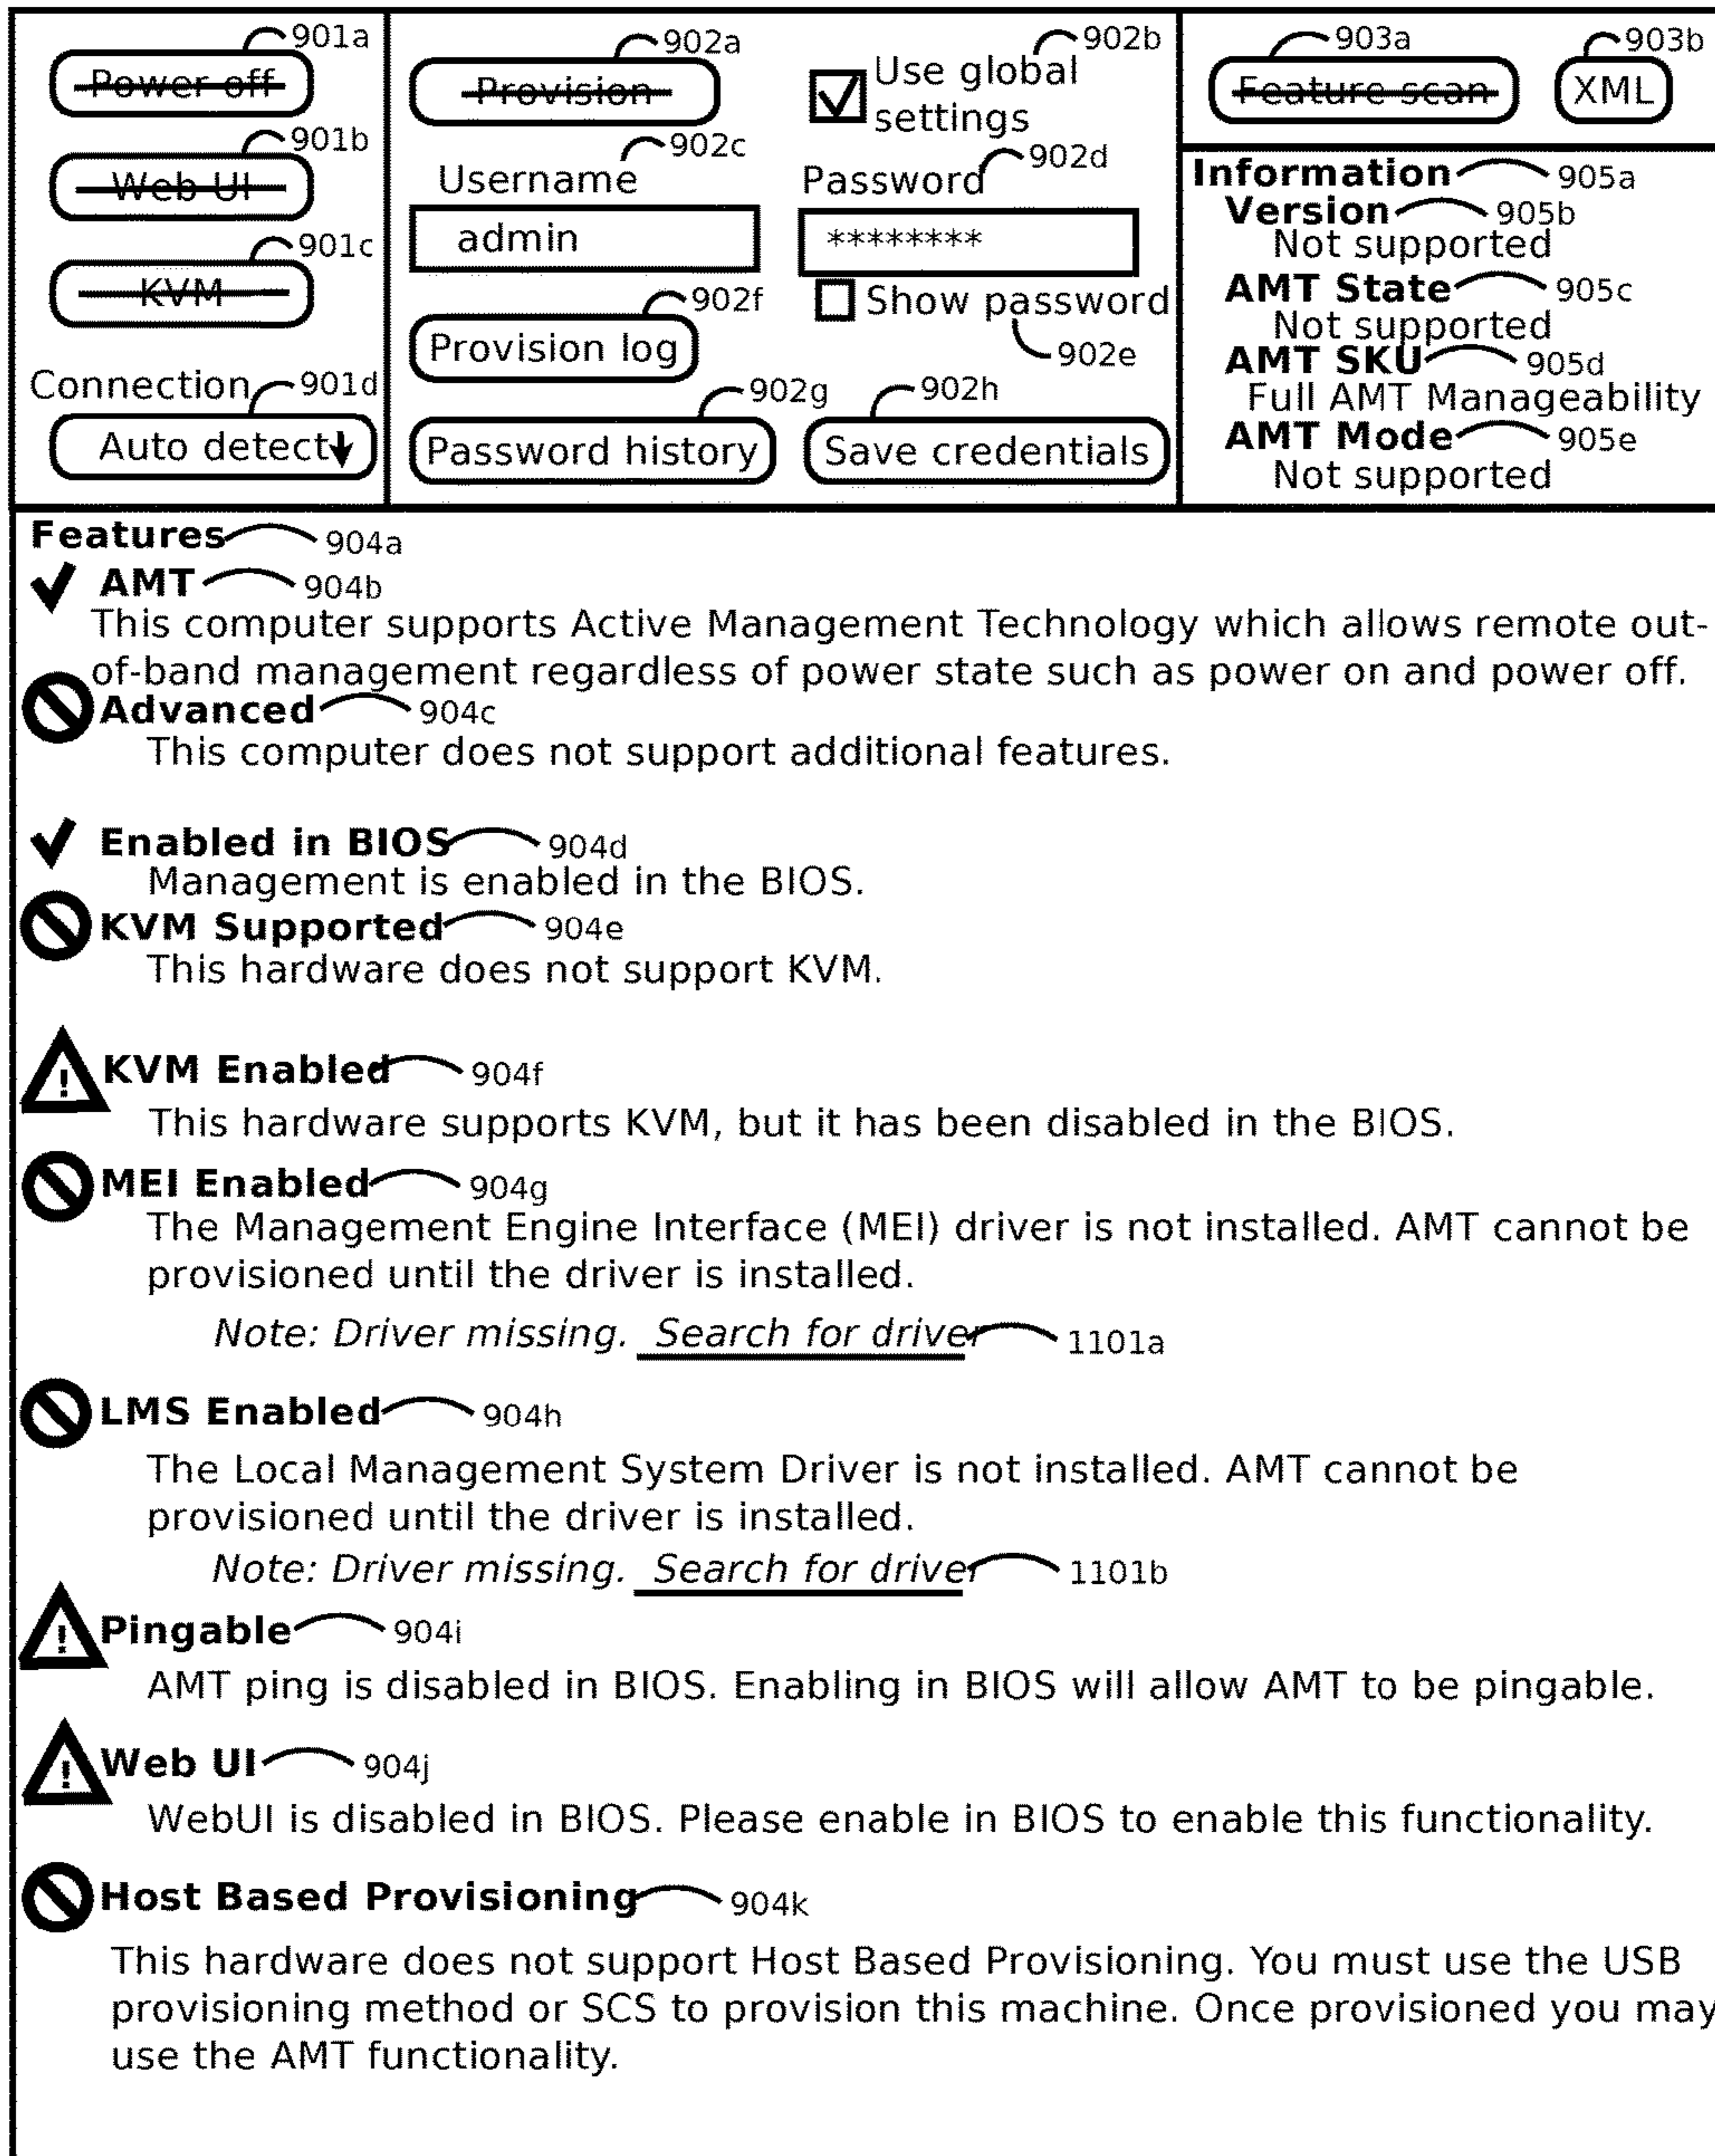 901a
Power off
901b
Web UI
901c
KVM
Connection 901d
Auto detect
902a
Provision
902b
Use global
settings
902c
Username
admin
902d
Password
********
Show password
902e
902f
Provision log
902g
Password history
902h
Save credentials
903a
Feature scan
903b
XML
Information 905a
Version 905b
Not supported
AMT State 905c
Not supported
AMT SKU 905d
Full AMT Manageability
AMT Mode 905e
Not supported
Features 904a
AMT 904b
This computer supports Active Management Technology which allows remote out-
of-band management regardless of power state such as power on and power off.
Advanced 904c
This computer does not support additional features.
Enabled in BIOS 904d
Management is enabled in the BIOS.
KVM Supported 904e
This hardware does not support KVM.
! KVM Enabled 904f
This hardware supports KVM, but it has been disabled in the BIOS.
MEI Enabled 904g
The Management Engine Interface (MEI) driver is not installed. AMT cannot be
provisioned until the driver is installed.
Note: Driver missing. Search for driver 1101a
LMS Enabled 904h
The Local Management System Driver is not installed. AMT cannot be
provisioned until the driver is installed.
Note: Driver missing. Search for driver 1101b
! Pingable 904i
AMT ping is disabled in BIOS. Enabling in BIOS will allow AMT to be pingable.
! Web UI 904j
WebUI is disabled in BIOS. Please enable in BIOS to enable this functionality.
Host Based Provisioning 904k
This hardware does not support Host Based Provisioning. You must use the USB
provisioning method or SCS to provision this machine. Once provisioned you may
use the AMT functionality.